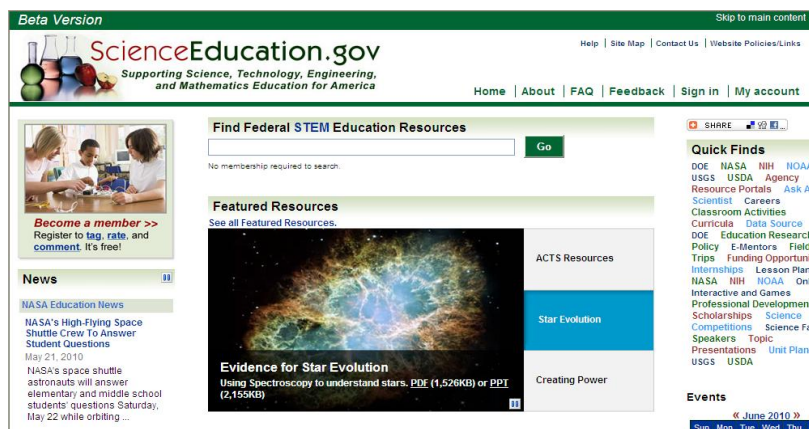 Beta Version
Skip to main content
ScienceEducation.gov
Supporting Science, Technology, Engineering,
and Mathematics Education for America
Help | Site Map | Contact Us | Website Policies/Links
Home | About | FAQ | Feedback | Sign in | My account
Become a member >>
Register to tag, rate, and
comment. It's free!
News
NASA Education News
NASA's High-Flying Space
Shuttle Crew To Answer
Student Questions
May 21, 2010
NASA's space shuttle
astronauts will answer
elementary and middle school
students' questions Saturday,
May 22 while orbiting ...
Find Federal STEM Education Resources
Go
No membership required to search.
Featured Resources
See all Featured Resources.
Evidence for Star Evolution
Using Spectroscopy to understand stars. PDF (1,526KB) or PPT
(2,155KB)
ACTS Resources
Star Evolution
Creating Power
SHARE
Quick Finds
DOE NASA NIH
USGS USDA Agency
Resource Portals Ask
Scientist Careers
Classroom Activities
Curricula Data Source
DOE Education
Policy E-Mentors
Trips Funding
Internships Lesson
NASA NIH NOAA
Interactive and Games
Professional
Scholarships Science
Competitions Science
Speakers Topic
Presentations Unit
USGS USDA
Events
« June 2010 »
Sun Mon Tue Wed Thu